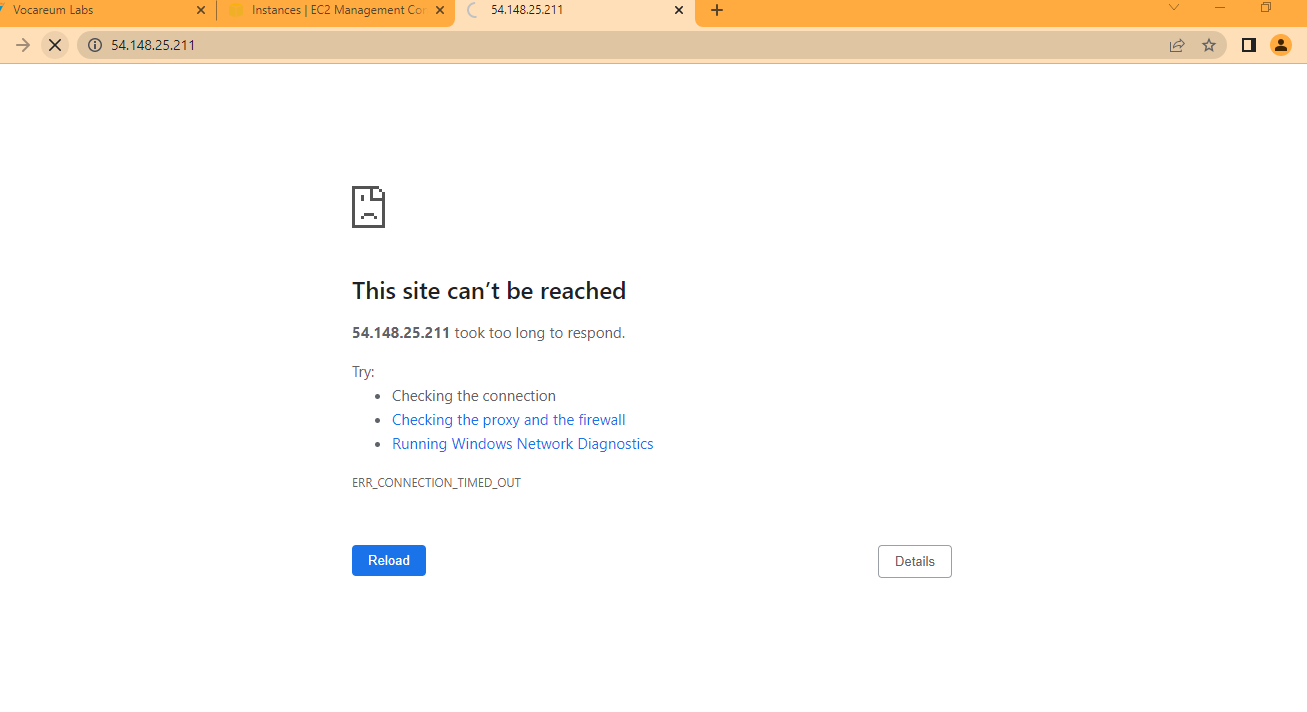 Vocareum Labs
Instances | EC2 Management Con
54.148.25.211
54.148.25.211
This site can’t be reached
54.148.25.211 took too long to respond.
Try:
Checking the connection
Checking the proxy and the firewall
Running Windows Network Diagnostics
ERR_CONNECTION_TIMED_OUT
Reload
Details